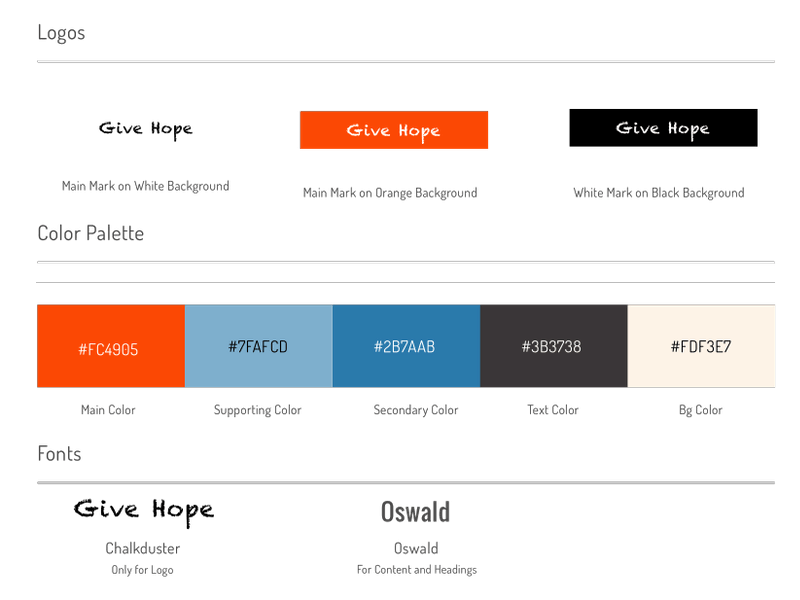 Logos
Give Hope
Give Hope
Give Hope
Main Mark on White Background
Main Mark on Orange Background
White Mark on Black Background
Color Palette
#FC4905
#7FAFCD
#2B7AAB
#3B3738
#FDF3E7
Main Color
Supporting Color
Secondary Color
Text Color
Bg Color
Fonts
Give Hope
Oswald
Chalkduster
Oswald
Only for Logo
For Content and Headings